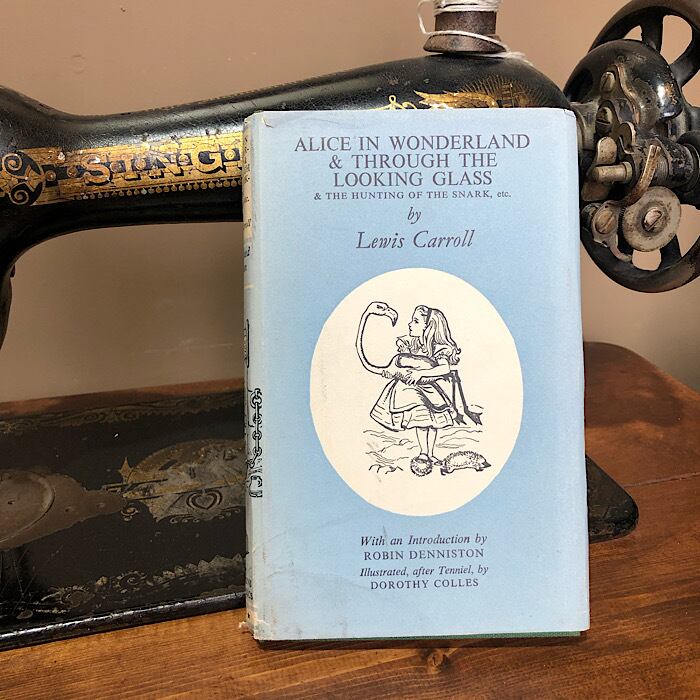 SINGE
ALICE IN WONDERLAND
& THROUGH THE
LOOKING GLASS
& THE HUNTING OF THE SNARK, etc.
by
Lewis Carroll
With an Introduction by
ROBIN DENNISTON
Illustrated, after Tenniel, by
DOROTHY COLLES